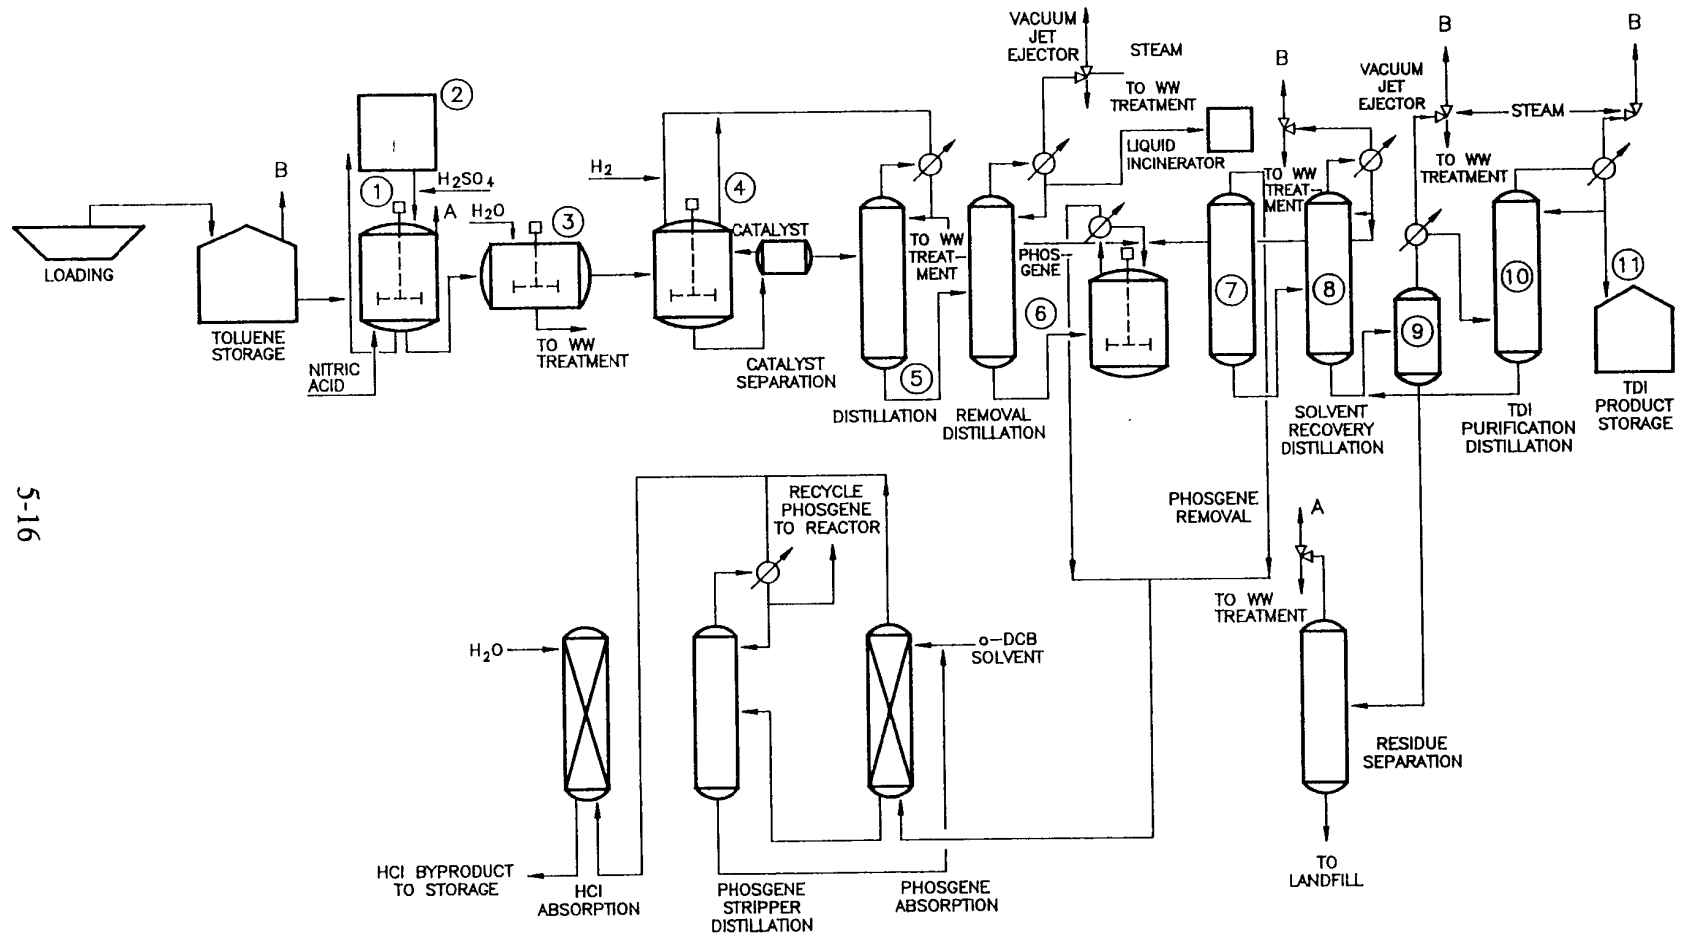 VACUUM
JET
EJECTOR
STEAM
TO WW
TREATMENT
B
VACUUM
JET
EJECTOR
B
STEAM
B
TO WW
TREATMENT
2
1
H2SO4
A
B
LOADING
TOLUENE
STORAGE
NITRIC
ACID
H2O
3
TO WW
TREATMENT
H2
4
CATALYST
CATALYST
SEPARATION
TO WW
TREAT-
MENT
5
DISTILLATION
REMOVAL
DISTILLATION
LIQUID
INCINERATOR
PHOS-
GENE
6
7
TO WW
TREAT-
MENT
8
SOLVENT
RECOVERY
DISTILLATION
9
10
TDI
PURIFICATION
DISTILLATION
11
TDI
PRODUCT
STORAGE
5-16
RECYCLE
PHOSGENE
TO REACTOR
PHOSGENE
REMOVAL
A
TO WW
TREATMENT
H2O
o-DCB
SOLVENT
RESIDUE
SEPARATION
TO
LANDFILL
HCl BYPRODUCT
TO STORAGE
HCl
ABSORPTION
PHOSGENE
STRIPPER
DISTILLATION
PHOSGENE
ABSORPTION